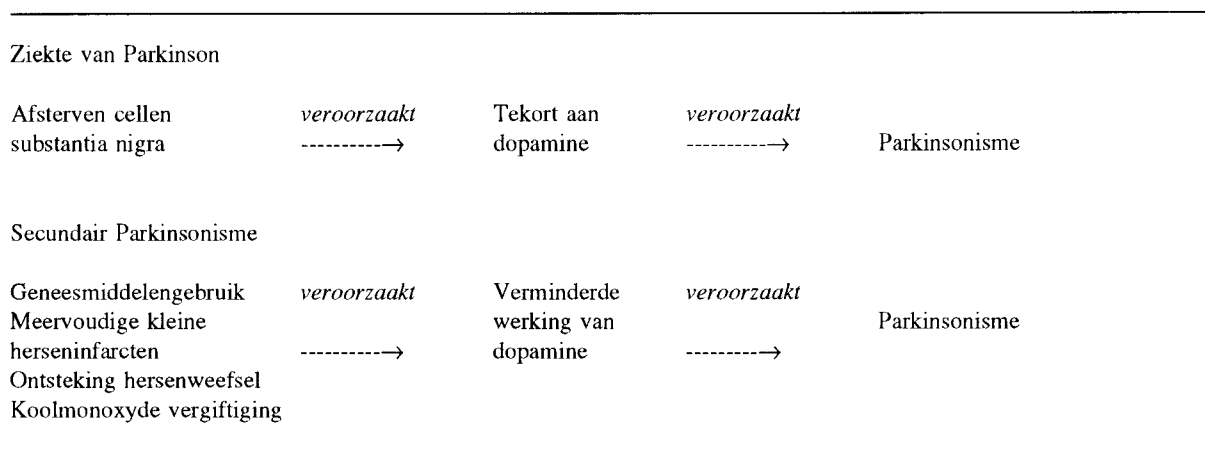 Ziekte van Parkinson
Afsterven cellen veroorzaakt Tekort aan veroorzaakt
substantia nigra ----------→ dopamine ----------→ Parkinsonisme
Secundair Parkinsonisme
Geneesmiddelengebruik veroorzaakt Verminderde veroorzaakt
Meervoudige kleine werking van Parkinsonisme
herseninfarcten ----------→ dopamine ---------→
Ontsteking hersenweefsel
Koolmonoxyde vergiftiging